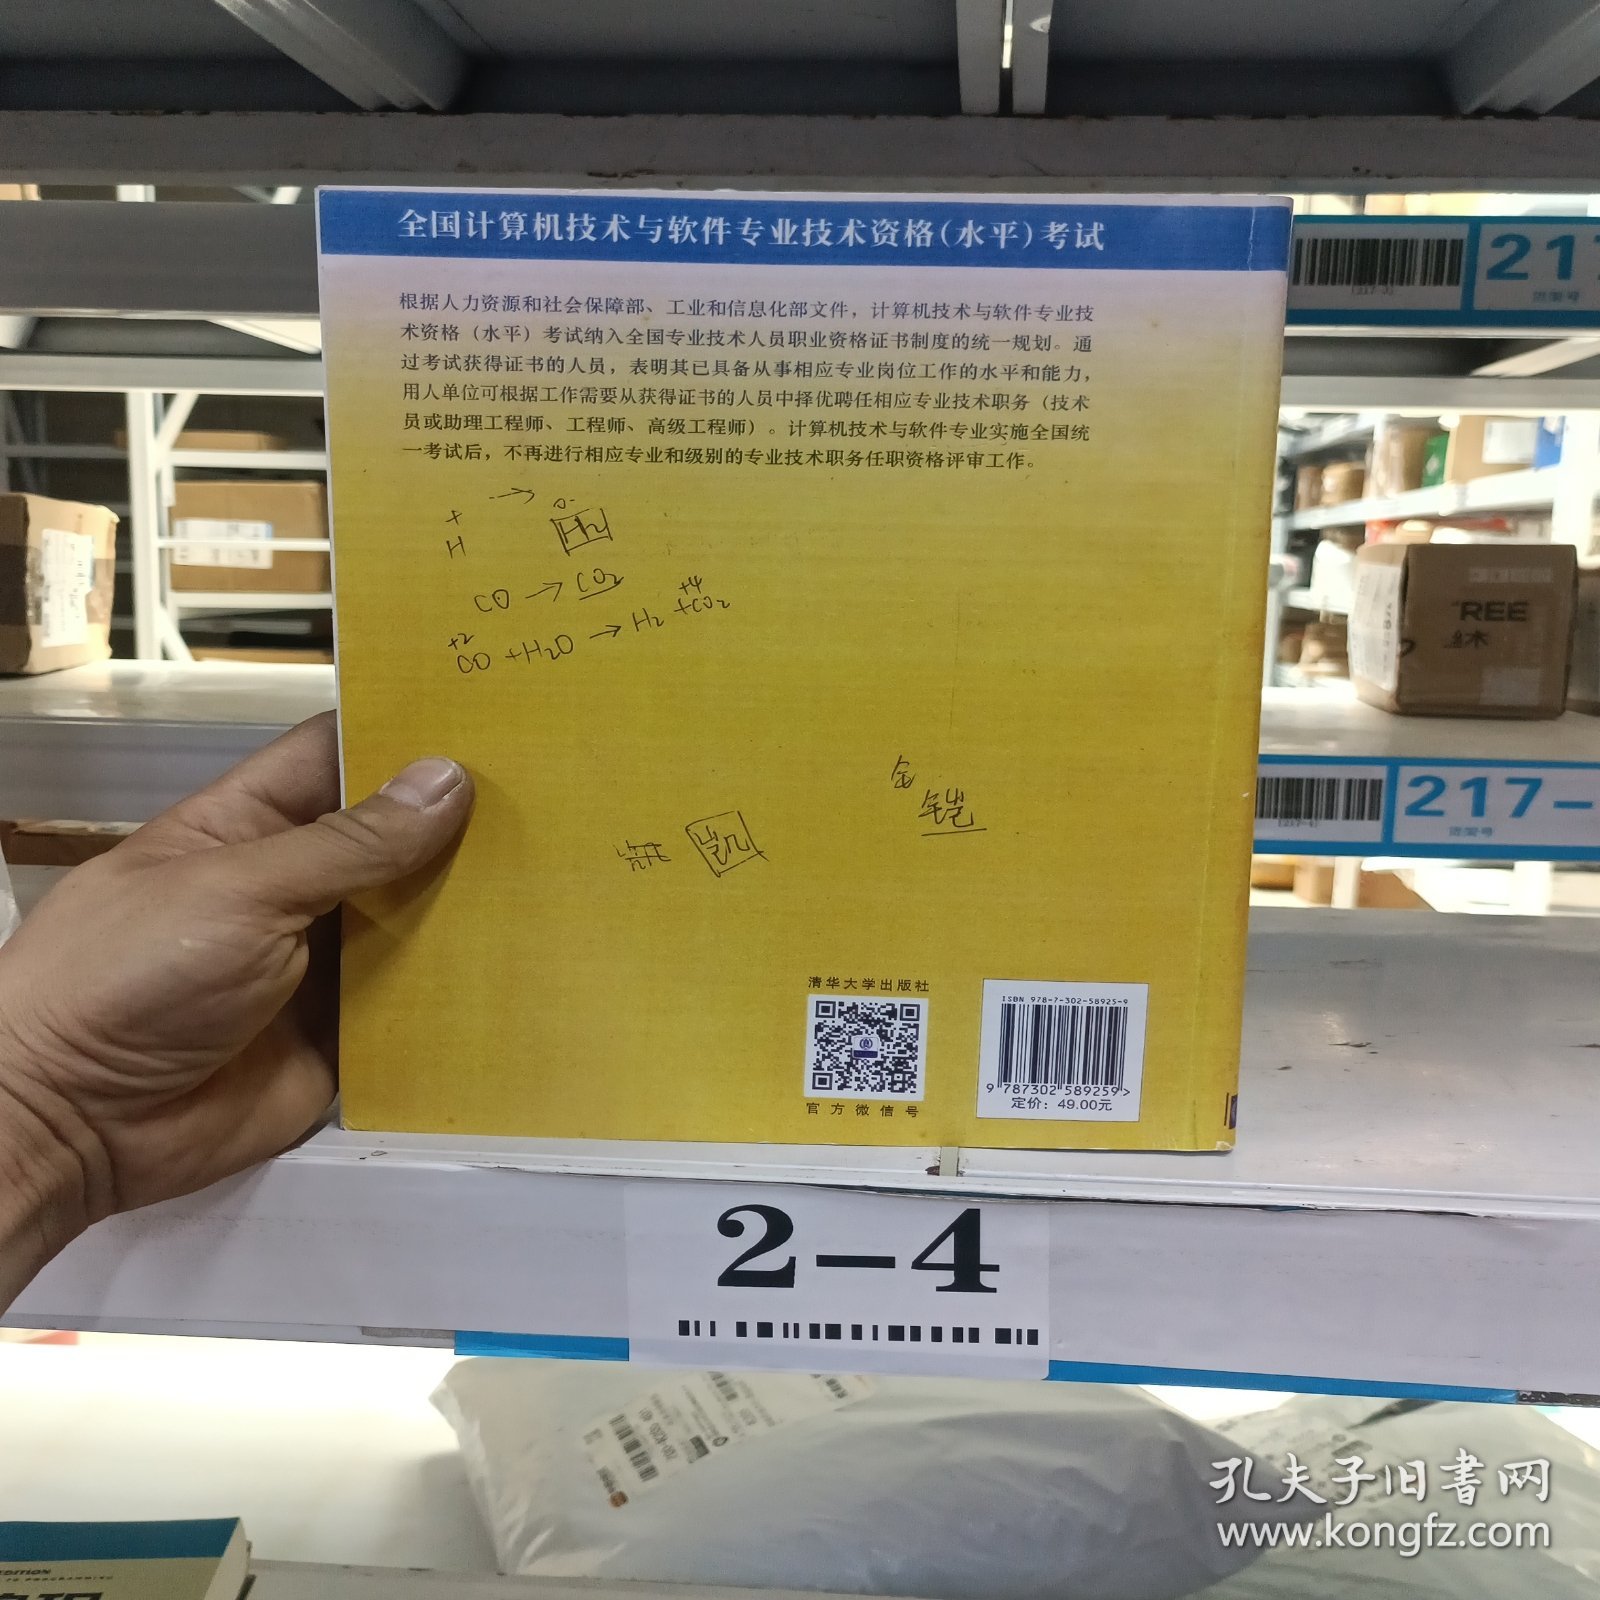 全国计算机技术与软件专业技术资格(水平)考试
根据人力资源和社会保障部、工业和信息化部文件，计算机技术与软件专业技
术资格（水平）考试纳入全国专业技术人员职业资格证书制度的统一规划。通
过考试获得证书的人员，表明其已具备从事相应专业岗位工作的水平和能力，
用人单位可根据工作需要从获得证书的人员中择优聘任相应专业技术职务（技术
员或助理工程师、工程师、高级工程师）。计算机技术与软件专业实施全国统
一考试后，不再进行相应专业和级别的专业技术职务任职资格评审工作。
+ → 0
H H2
CO → CO2
+2 +4
CO + H2O → H2 + CO2
铠
凯
清华大学出版社
官方微信号
ISBN 978-7-302-58925-9
9 787302 589259>
定价：49.00元
217
217-
REE
2-4
EDITION
孔夫子旧书网
www.kongfz.com